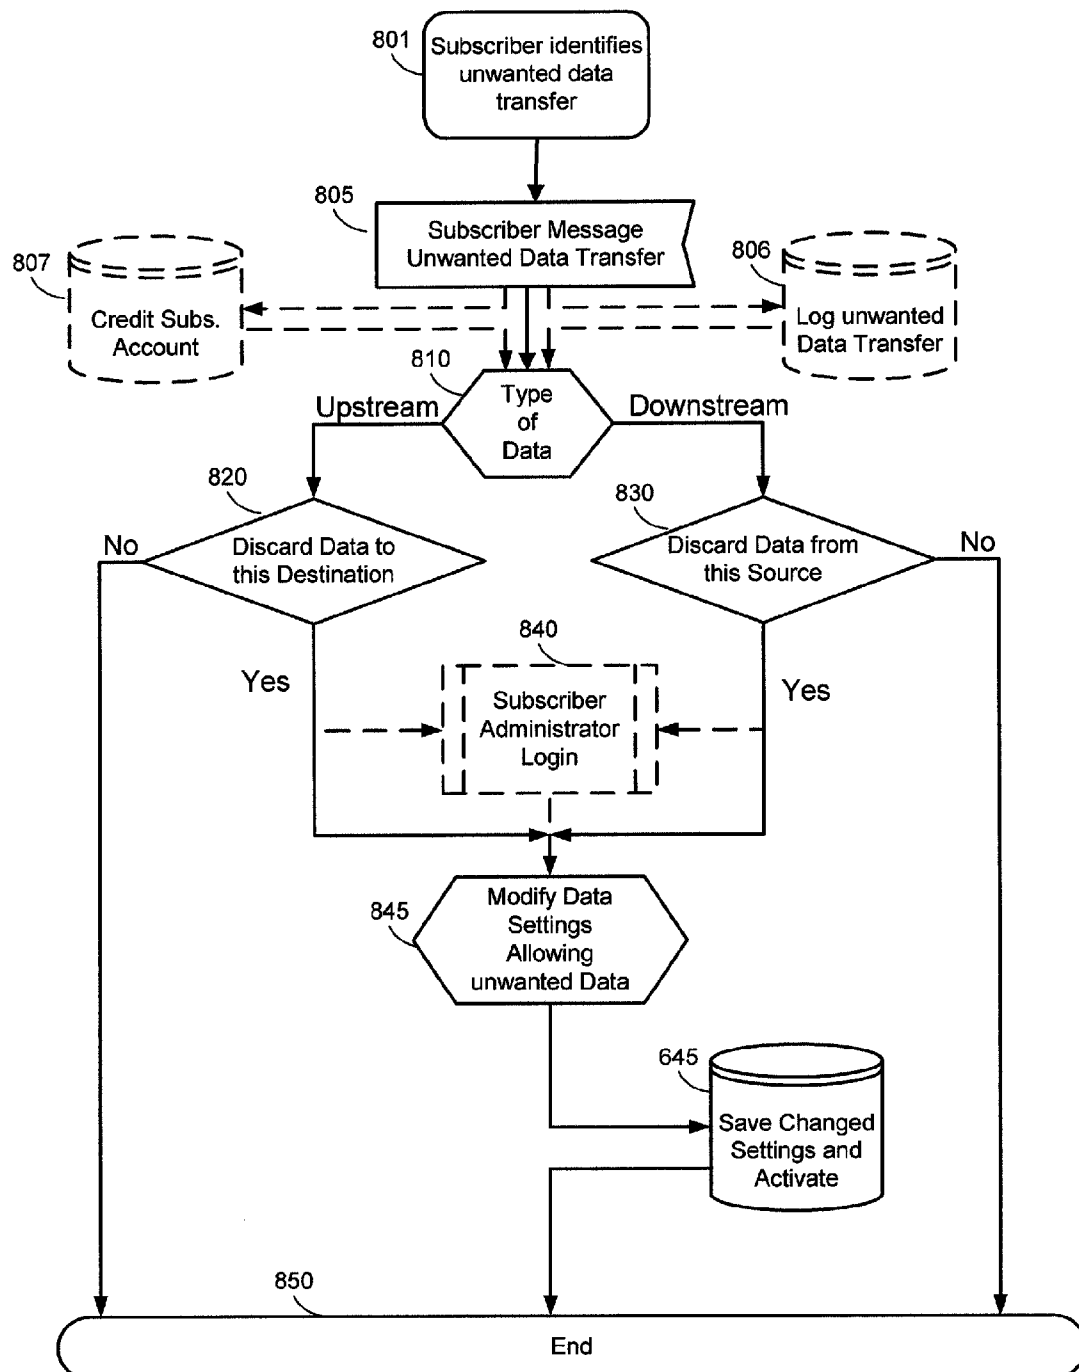 801
Subscriber identifies
unwanted data
transfer
805
Subscriber Message
Unwanted Data Transfer
807
Credit Subs.
Account
806
Log unwanted
Data Transfer
810
Type
of
Data
Upstream
Downstream
820
Discard Data to
this Destination
No
Yes
830
Discard Data from
this Source
No
Yes
840
Subscriber
Administrator
Login
845
Modify Data
Settings
Allowing
unwanted Data
645
Save Changed
Settings and
Activate
850
End